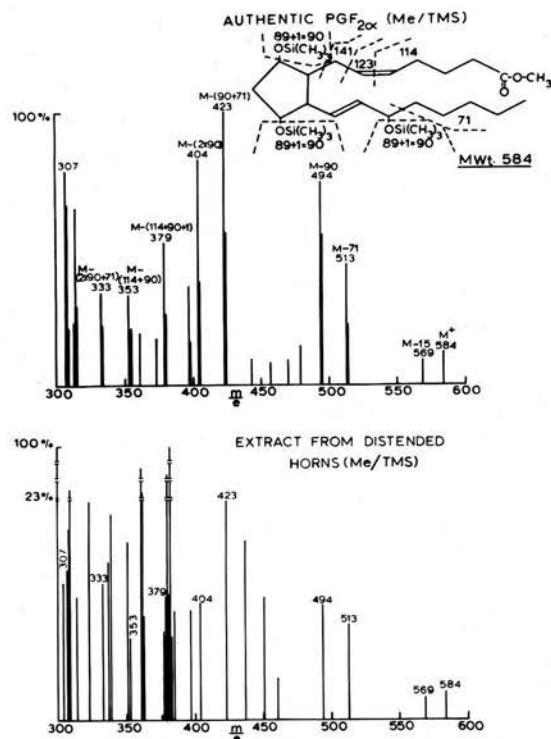 AUTHENTIC PGF2α (Me/TMS)
89+1=90
141
123
114
OSi(CH3)3
C-O-CH3
O
OSi(CH3)3
89+1=90
OSi(CH3)3
89+1=90
71
MWt. 584
100%
307
M-(2x90+71)
333
M-(114+90)
353
M-(114+90+1)
379
M-(2x90)
404
M-(90+71)
423
M-90
494
M-71
513
M-15
569
M+
584
300
350
400
450
500
550
600
m/e
EXTRACT FROM DISTENDED
HORNS (Me/TMS)
100%
23%
307
333
353
379
404
423
494
513
569
584
300
350
400
450
500
550
600
m/e